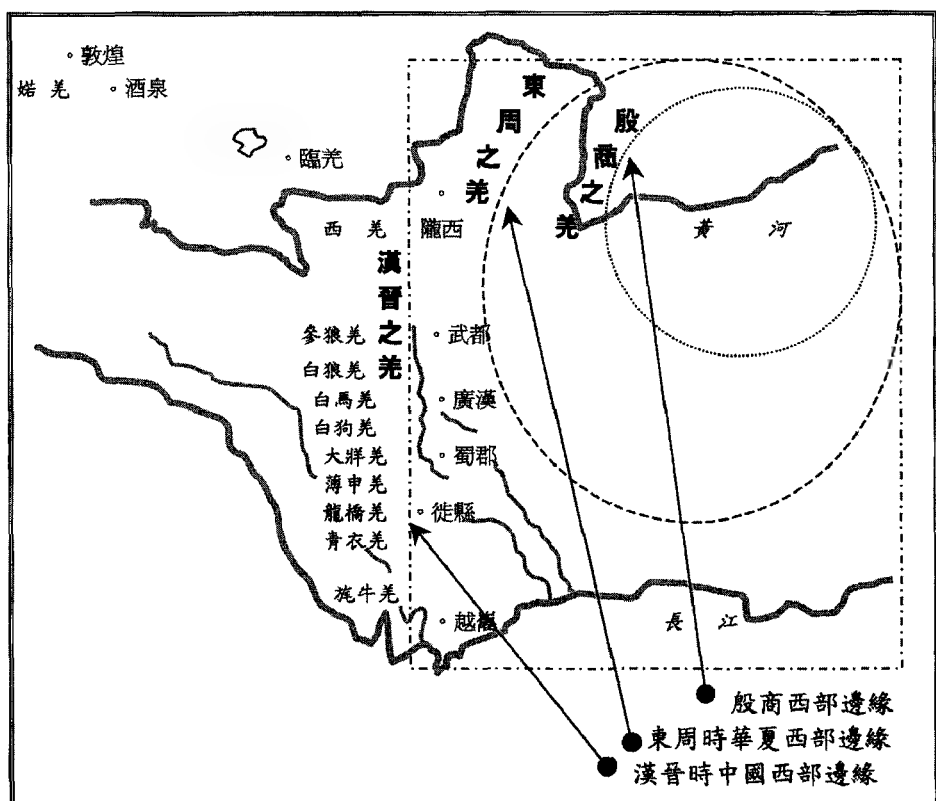 敦煌
婼羌
酒泉
臨羌
東周之羌
殷商之羌
西羌
隴西
黃河
漢晉之羌
參狼羌
武都
白狼羌
白馬羌
廣漢
白狗羌
大牂羌
蜀郡
薄申羌
龍橋羌
徙縣
青衣羌
旄牛羌
越巂
長江
殷商西部邊緣
東周時華夏西部邊緣
漢晉時中國西部邊緣